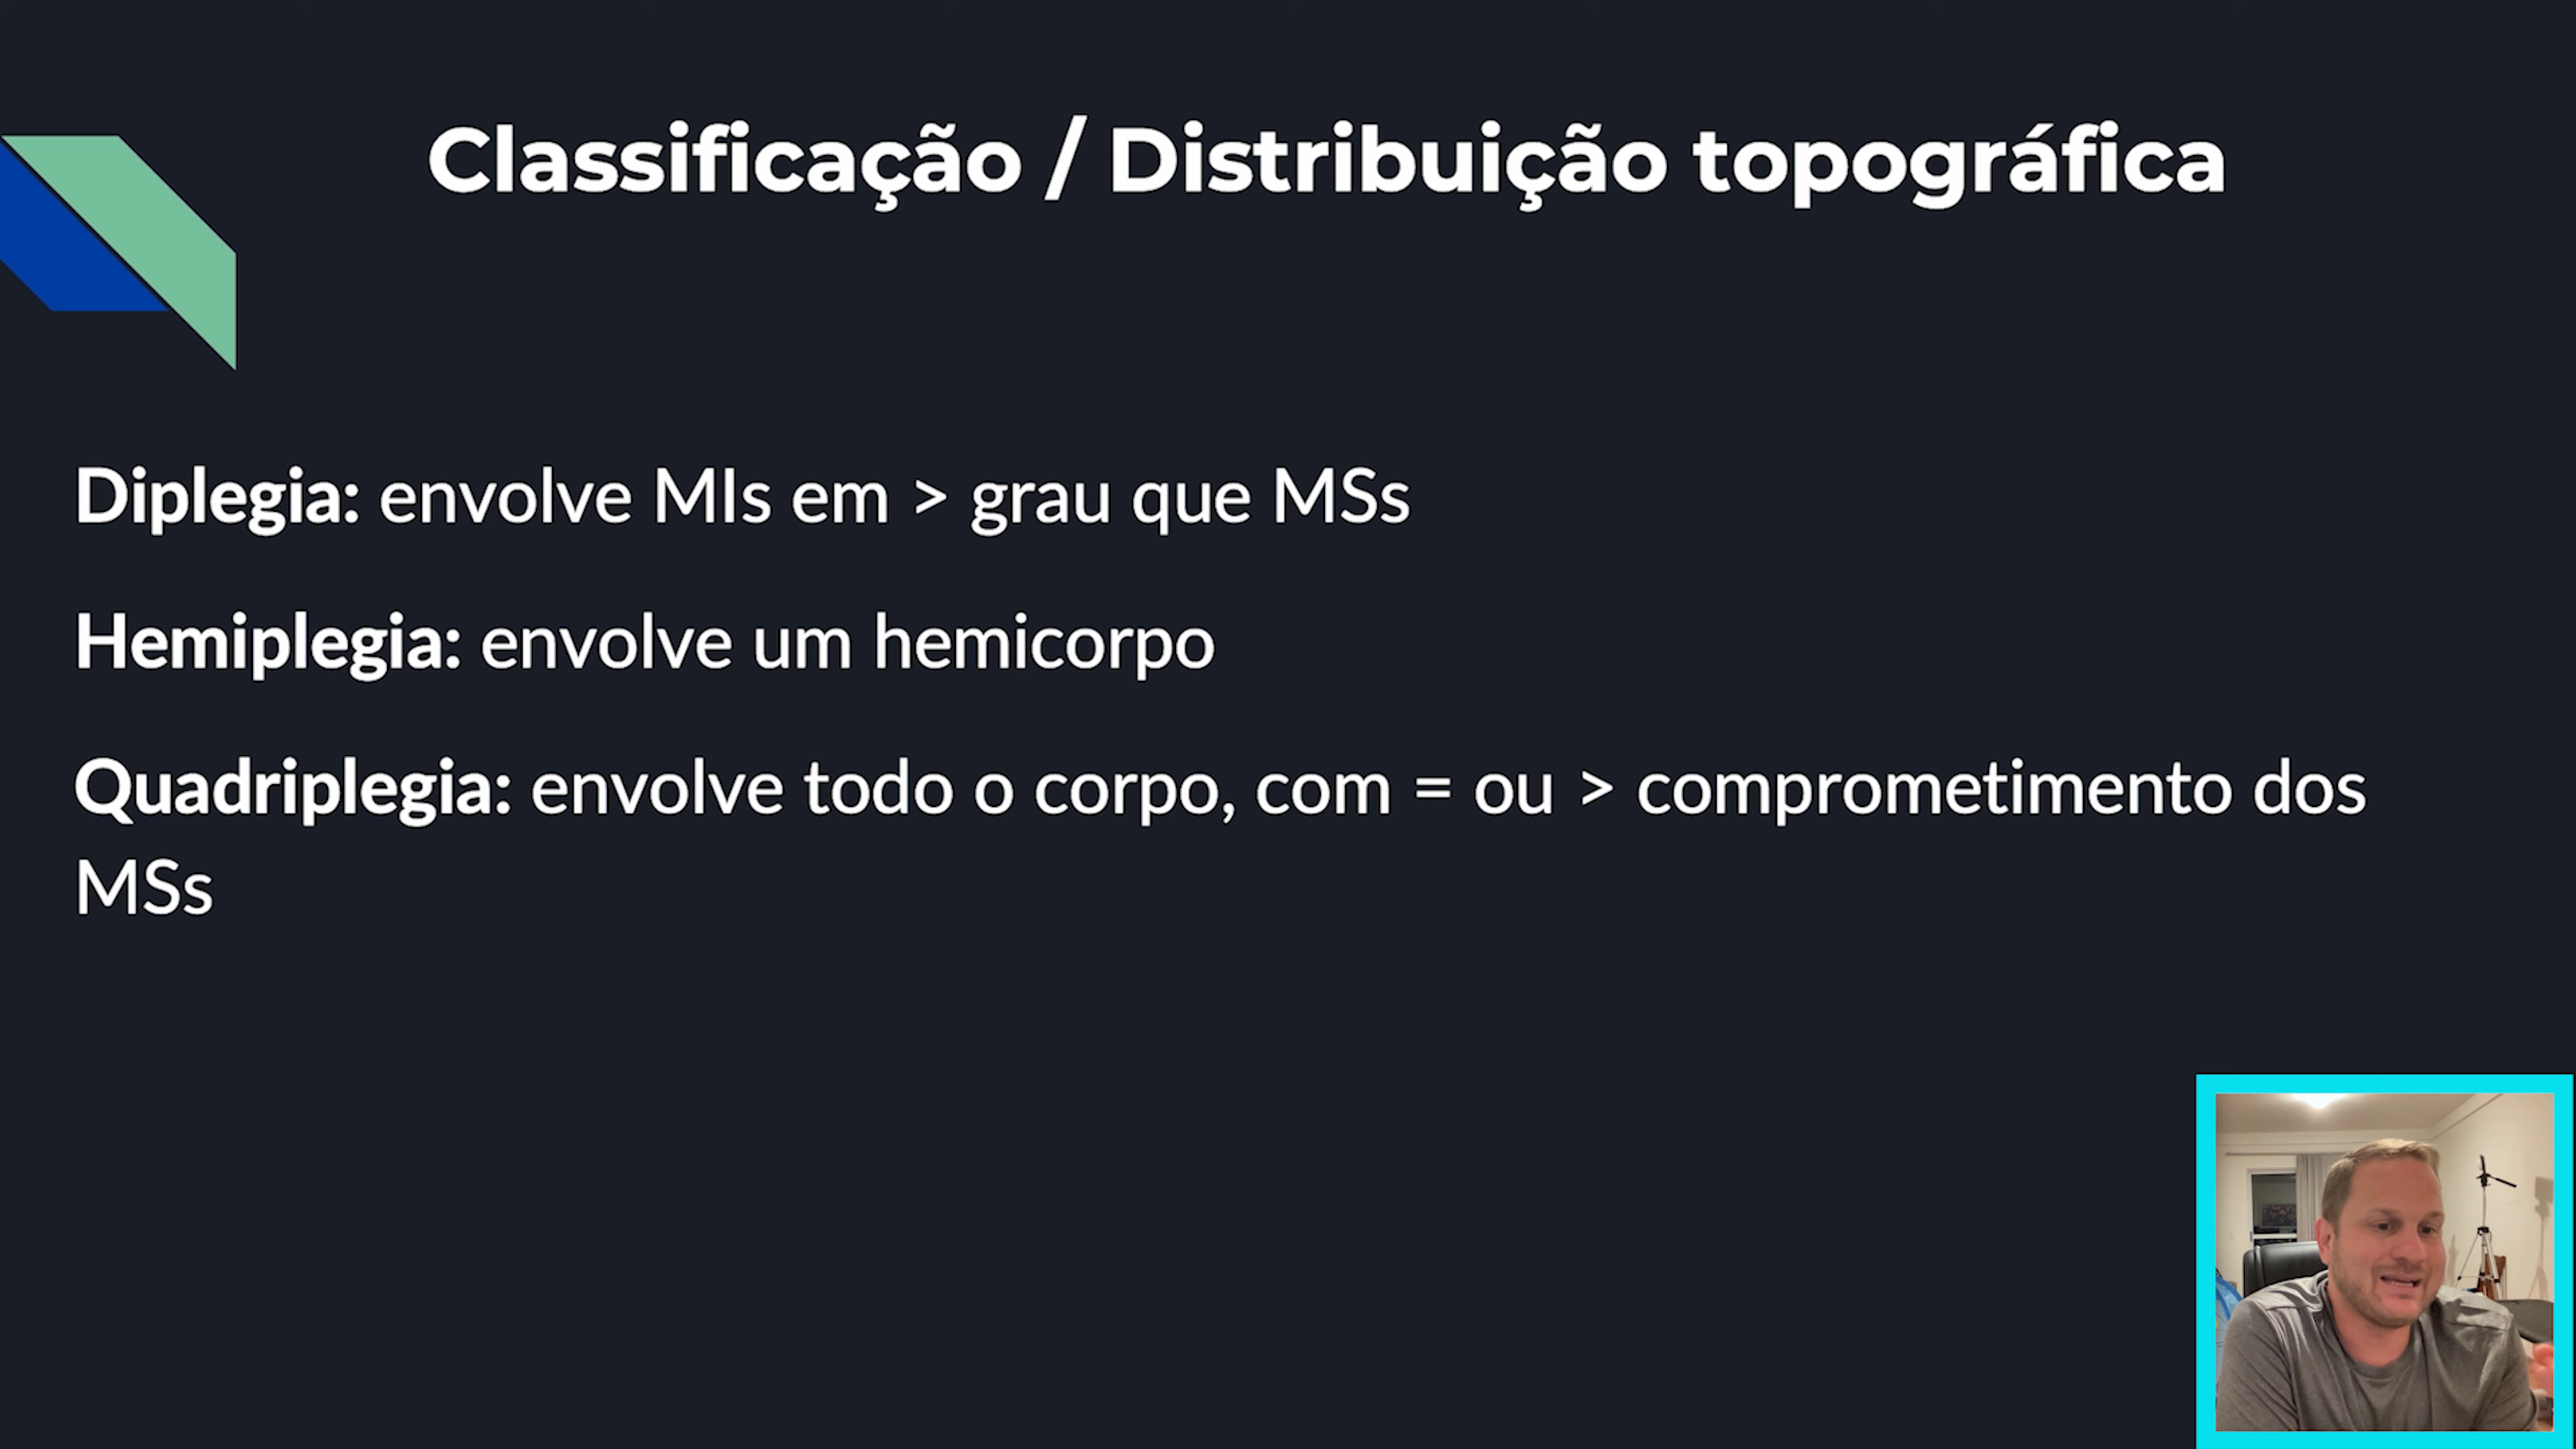 Classificação / Distribuição topográfica
Diplegia: envolve MIs em > grau que MSs
Hemiplegia: envolve um hemicorpo
Quadriplegia: envolve todo o corpo, com = ou > comprometimento dos
MSs